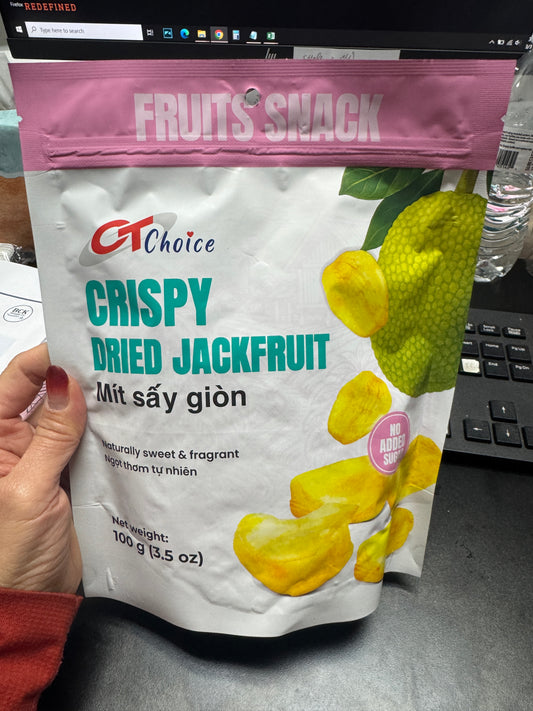 Firefox REDEFINED
Type here to search
FRUITS SNACK
CT Choice
CRISPY
DRIED JACKFRUIT
Mít sấy giòn
Naturally sweet & fragrant
Ngọt thơm tự nhiên
NO
ADDED
SUGAR
Net weight:
100 g (3.5 oz)